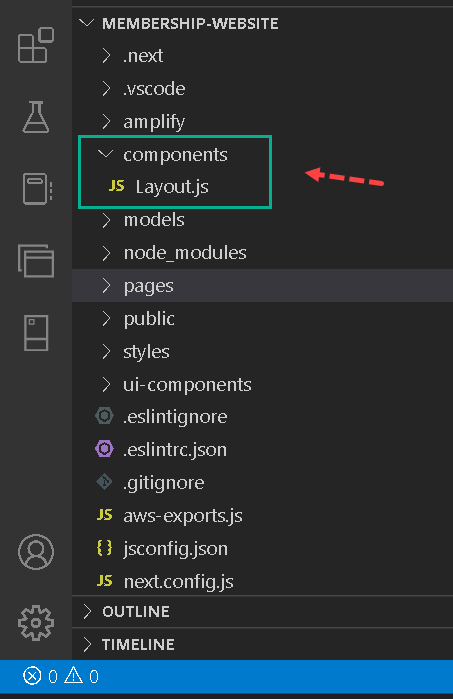 MEMBERSHIP-WEBSITE
.next
.vscode
amplify
components
JS Layout.js
models
node_modules
pages
public
styles
ui-components
.eslintignore
.eslintrc.json
.gitignore
JS aws-exports.js
{ } jsconfig.json
JS next.config.js
OUTLINE
TIMELINE
0 0